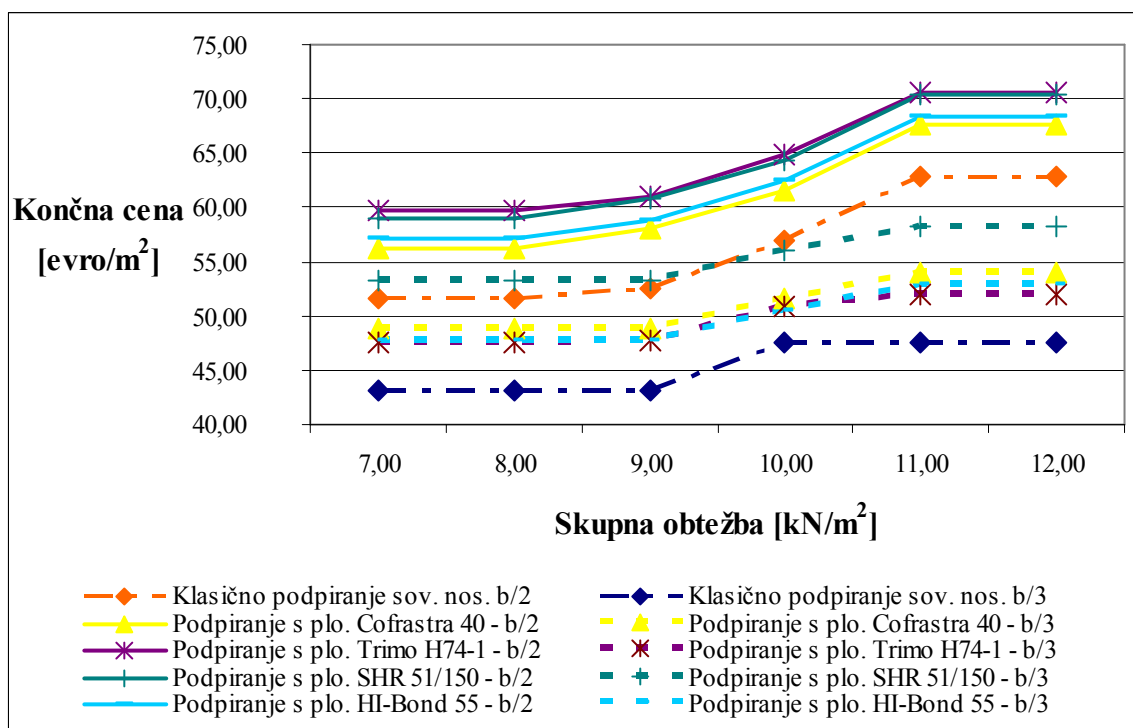 75,00
70,00
65,00
60,00
55,00
50,00
45,00
40,00
Končna cena
[evro/m²]
7,00 8,00 9,00 10,00 11,00 12,00
Skupna obtežba [kN/m²]
Klasično podpiranje sov. nos. b/2
Klasično podpiranje sov. nos. b/3
Podpiranje s plo. Cofrastra 40 - b/2
Podpiranje s plo. Cofrastra 40 - b/3
Podpiranje s plo. Trimo H74-1 - b/2
Podpiranje s plo. Trimo H74-1 - b/3
Podpiranje s plo. SHR 51/150 - b/2
Podpiranje s plo. SHR 51/150 - b/3
Podpiranje s plo. HI-Bond 55 - b/2
Podpiranje s plo. HI-Bond 55 - b/3